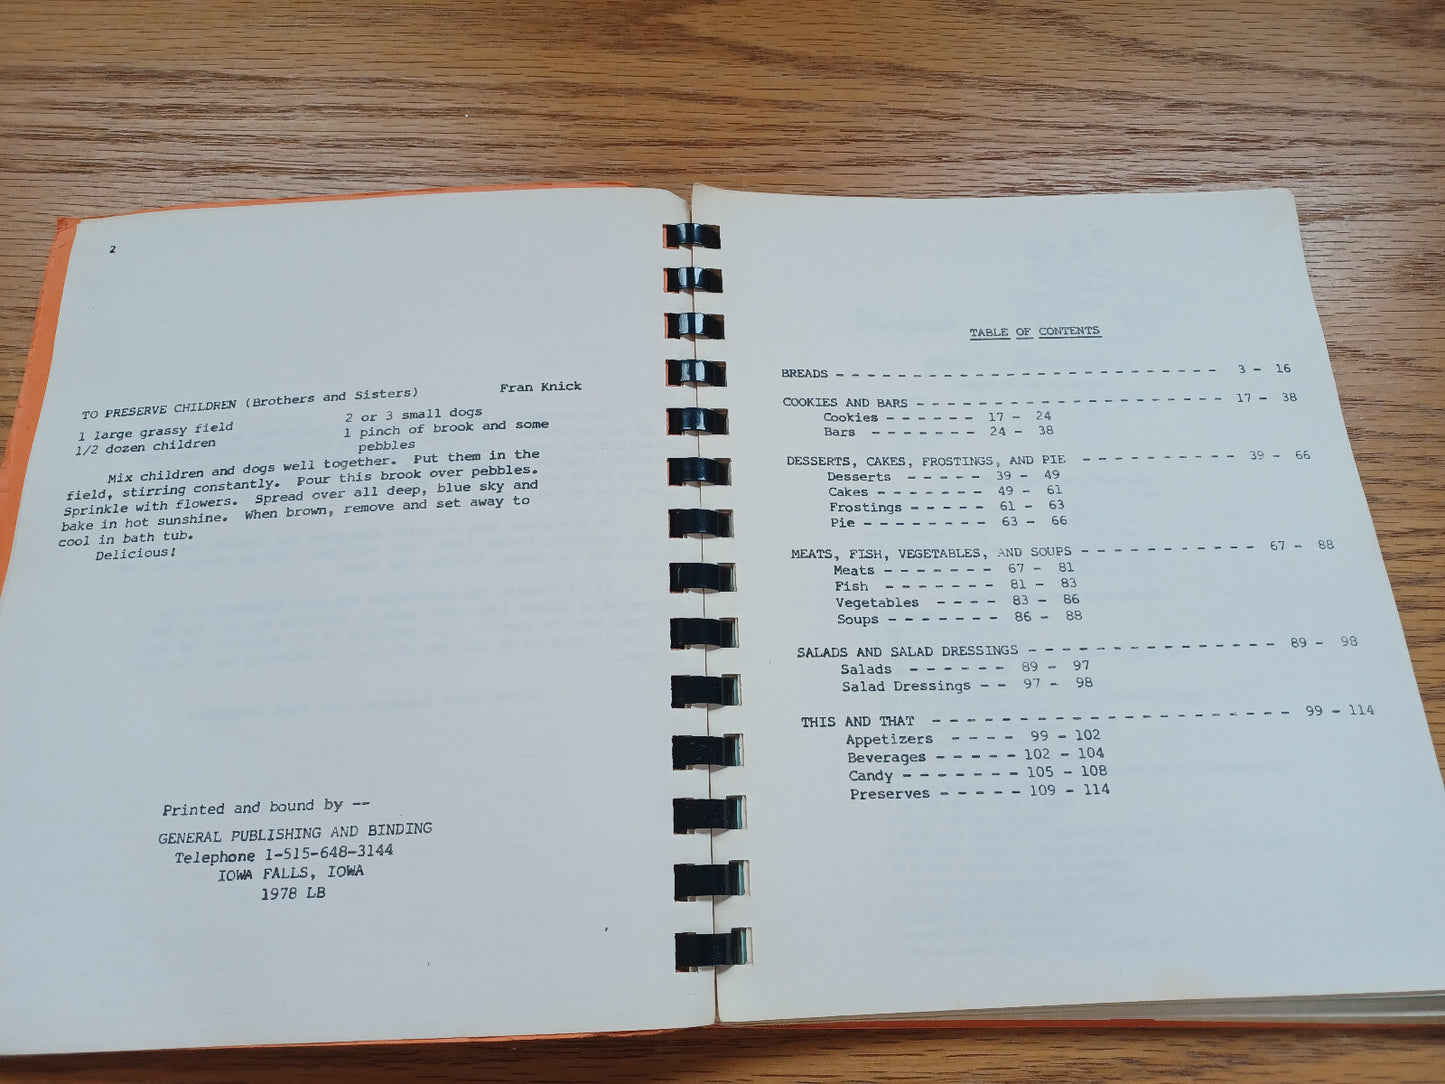 2
TO PRESERVE CHILDREN (Brothers and Sisters) Fran Knick
1 large grassy field 2 or 3 small dogs
1/2 dozen children 1 pinch of brook and some
pebbles
Mix children and dogs well together. Put them in the
field, stirring constantly. Pour this brook over pebbles.
Sprinkle with flowers. Spread over all deep, blue sky and
bake in hot sunshine. When brown, remove and set away to
cool in bath tub.
Delicious!
Printed and bound by --
GENERAL PUBLISHING AND BINDING
Telephone 1-515-648-3144
IOWA FALLS, IOWA
1978 LB
TABLE OF CONTENTS
BREADS - - - - - - - - - - - - - - - - - - - - - - - - - 3 - 16
COOKIES AND BARS - - - - - - - - - - - - - - - - - - - - - 17 - 38
Cookies - - - - - - 17 - 24
Bars - - - - - - - 24 - 38
DESSERTS, CAKES, FROSTINGS, AND PIE - - - - - - - - - - 39 - 66
Desserts - - - - - 39 - 49
Cakes - - - - - - - 49 - 61
Frostings - - - - - 61 - 63
Pie - - - - - - - - 63 - 66
MEATS, FISH, VEGETABLES, AND SOUPS - - - - - - - - - - - 67 - 88
Meats - - - - - - - 67 - 81
Fish - - - - - - - 81 - 83
Vegetables - - - - 83 - 86
Soups - - - - - - - 86 - 88
SALADS AND SALAD DRESSINGS - - - - - - - - - - - - - - - 89 - 98
Salads - - - - - - 89 - 97
Salad Dressings - - 97 - 98
THIS AND THAT - - - - - - - - - - - - - - - - - - - - - 99 - 114
Appetizers - - - - 99 - 102
Beverages - - - - - 102 - 104
Candy - - - - - - - 105 - 108
Preserves - - - - - 109 - 114